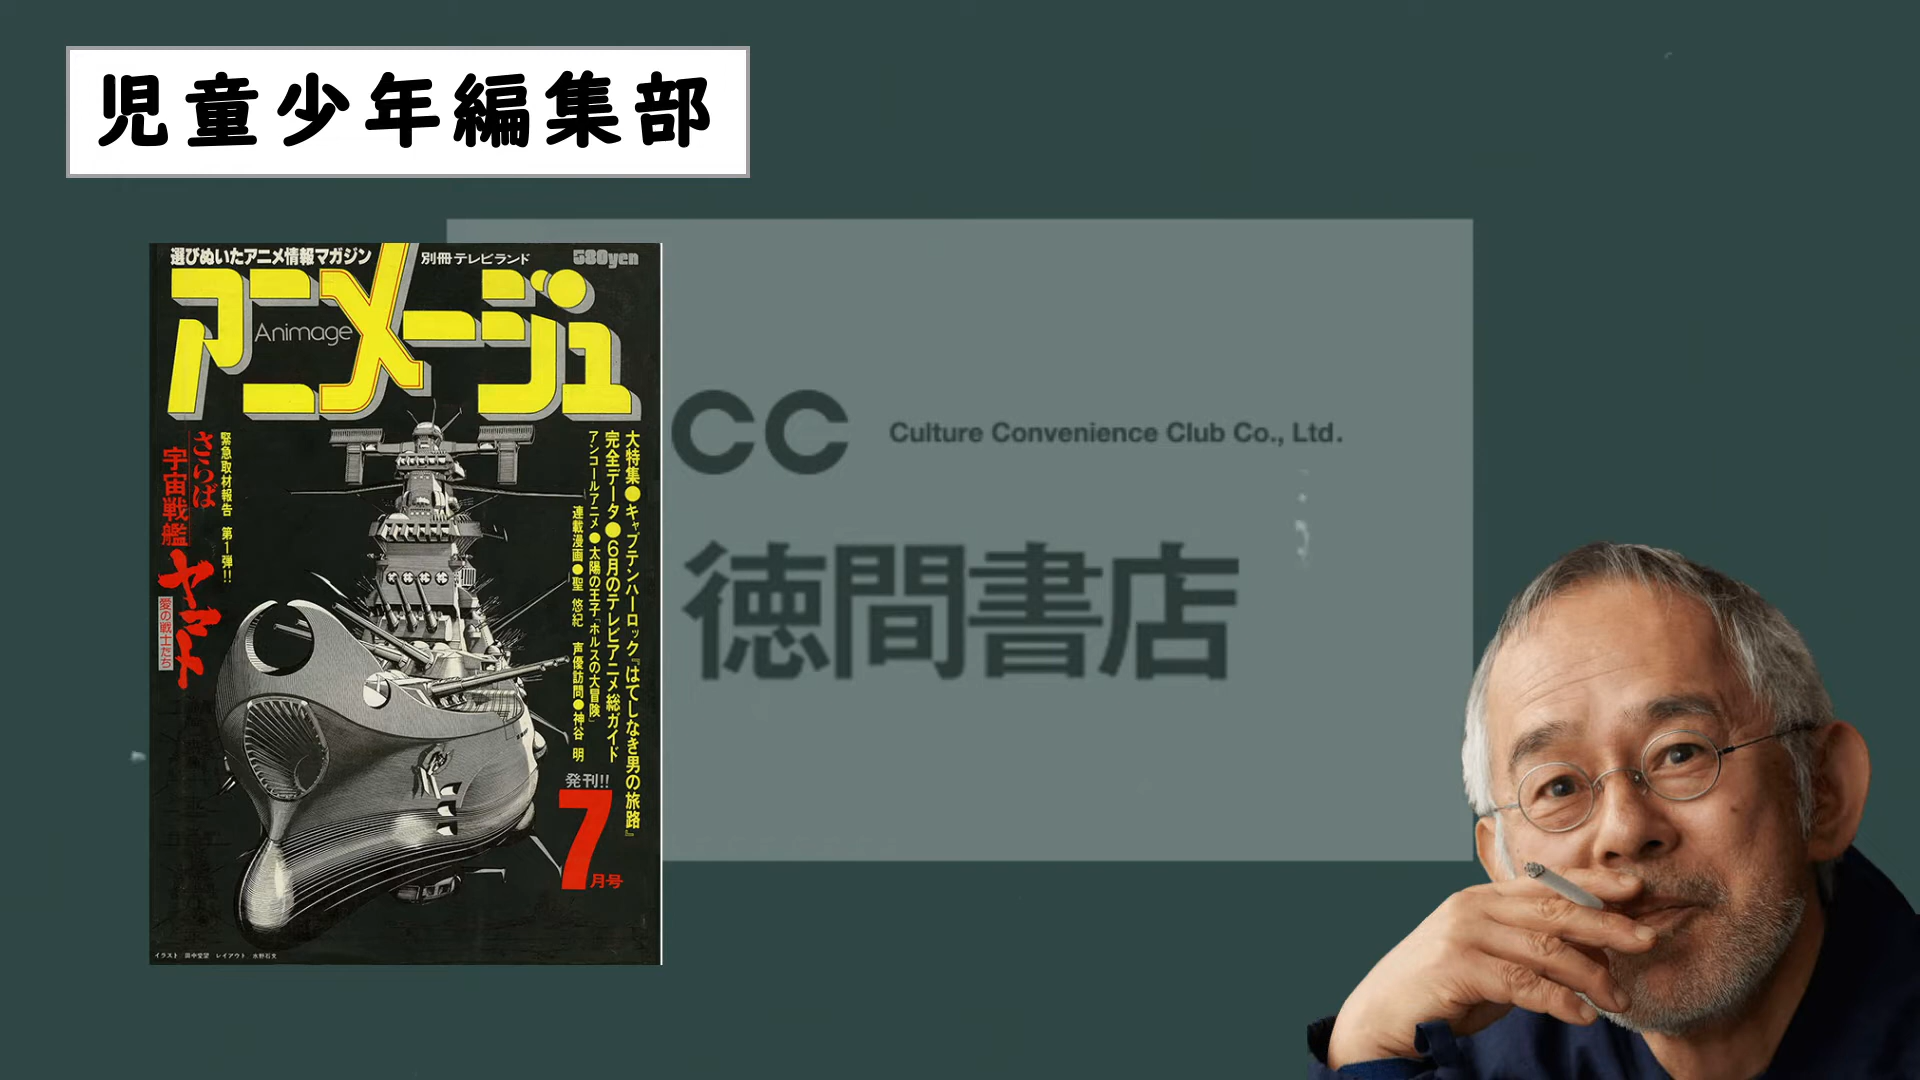 児童少年編集部
選びぬいたアニメ情報マガジン
別冊テレビランド
580yen
アニメージュ
Animage
大特集●キャプテンハーロック『はてしなき男の旅路』
完全データ●6月のテレビアニメ総ガイド
アンコールアニメ●太陽の王子「ホルスの大冒険」
連載漫画●聖 悠紀 声優訪問●神谷 明
緊急取材報告 第1弾!!
さらば
宇宙戦艦
ヤマト
愛の戦士たち
発刊!!
7月号
CC
Culture Convenience Club Co., Ltd.
徳間書店